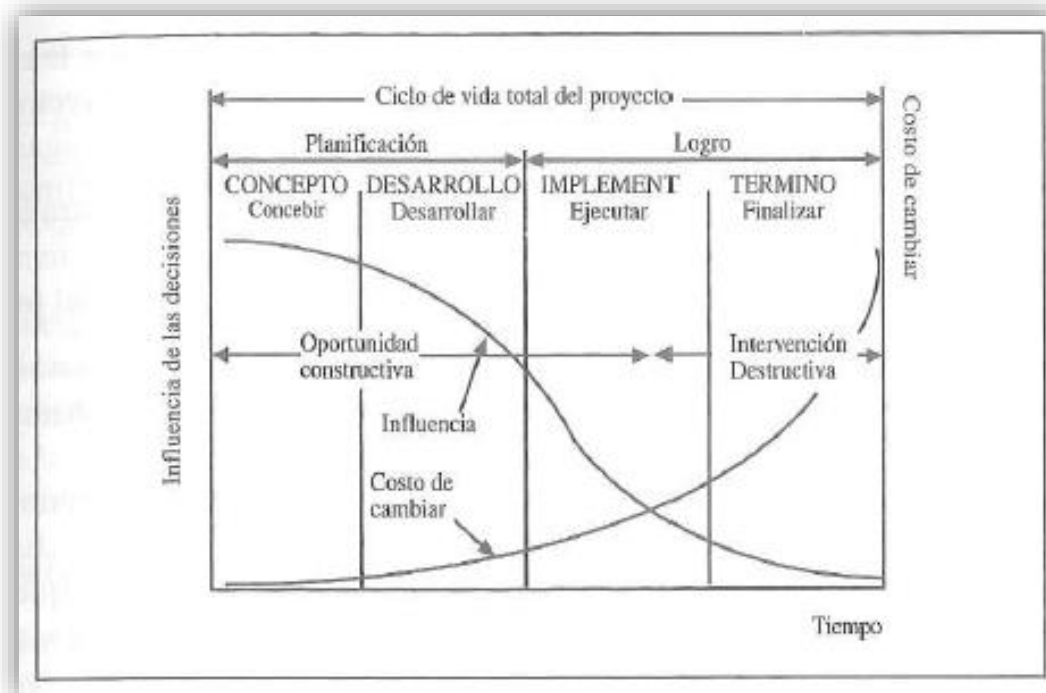 Ciclo de vida total del proyecto
Planificación
Logro
CONCEPTO
Concebir
DESARROLLO
Desarrollar
IMPLEMENT
Ejecutar
TERMINO
Finalizar
Influencia de las decisiones
Costo de cambiar
Oportunidad
constructiva
Intervención
Destructiva
Influencia
Costo de
cambiar
Tiempo